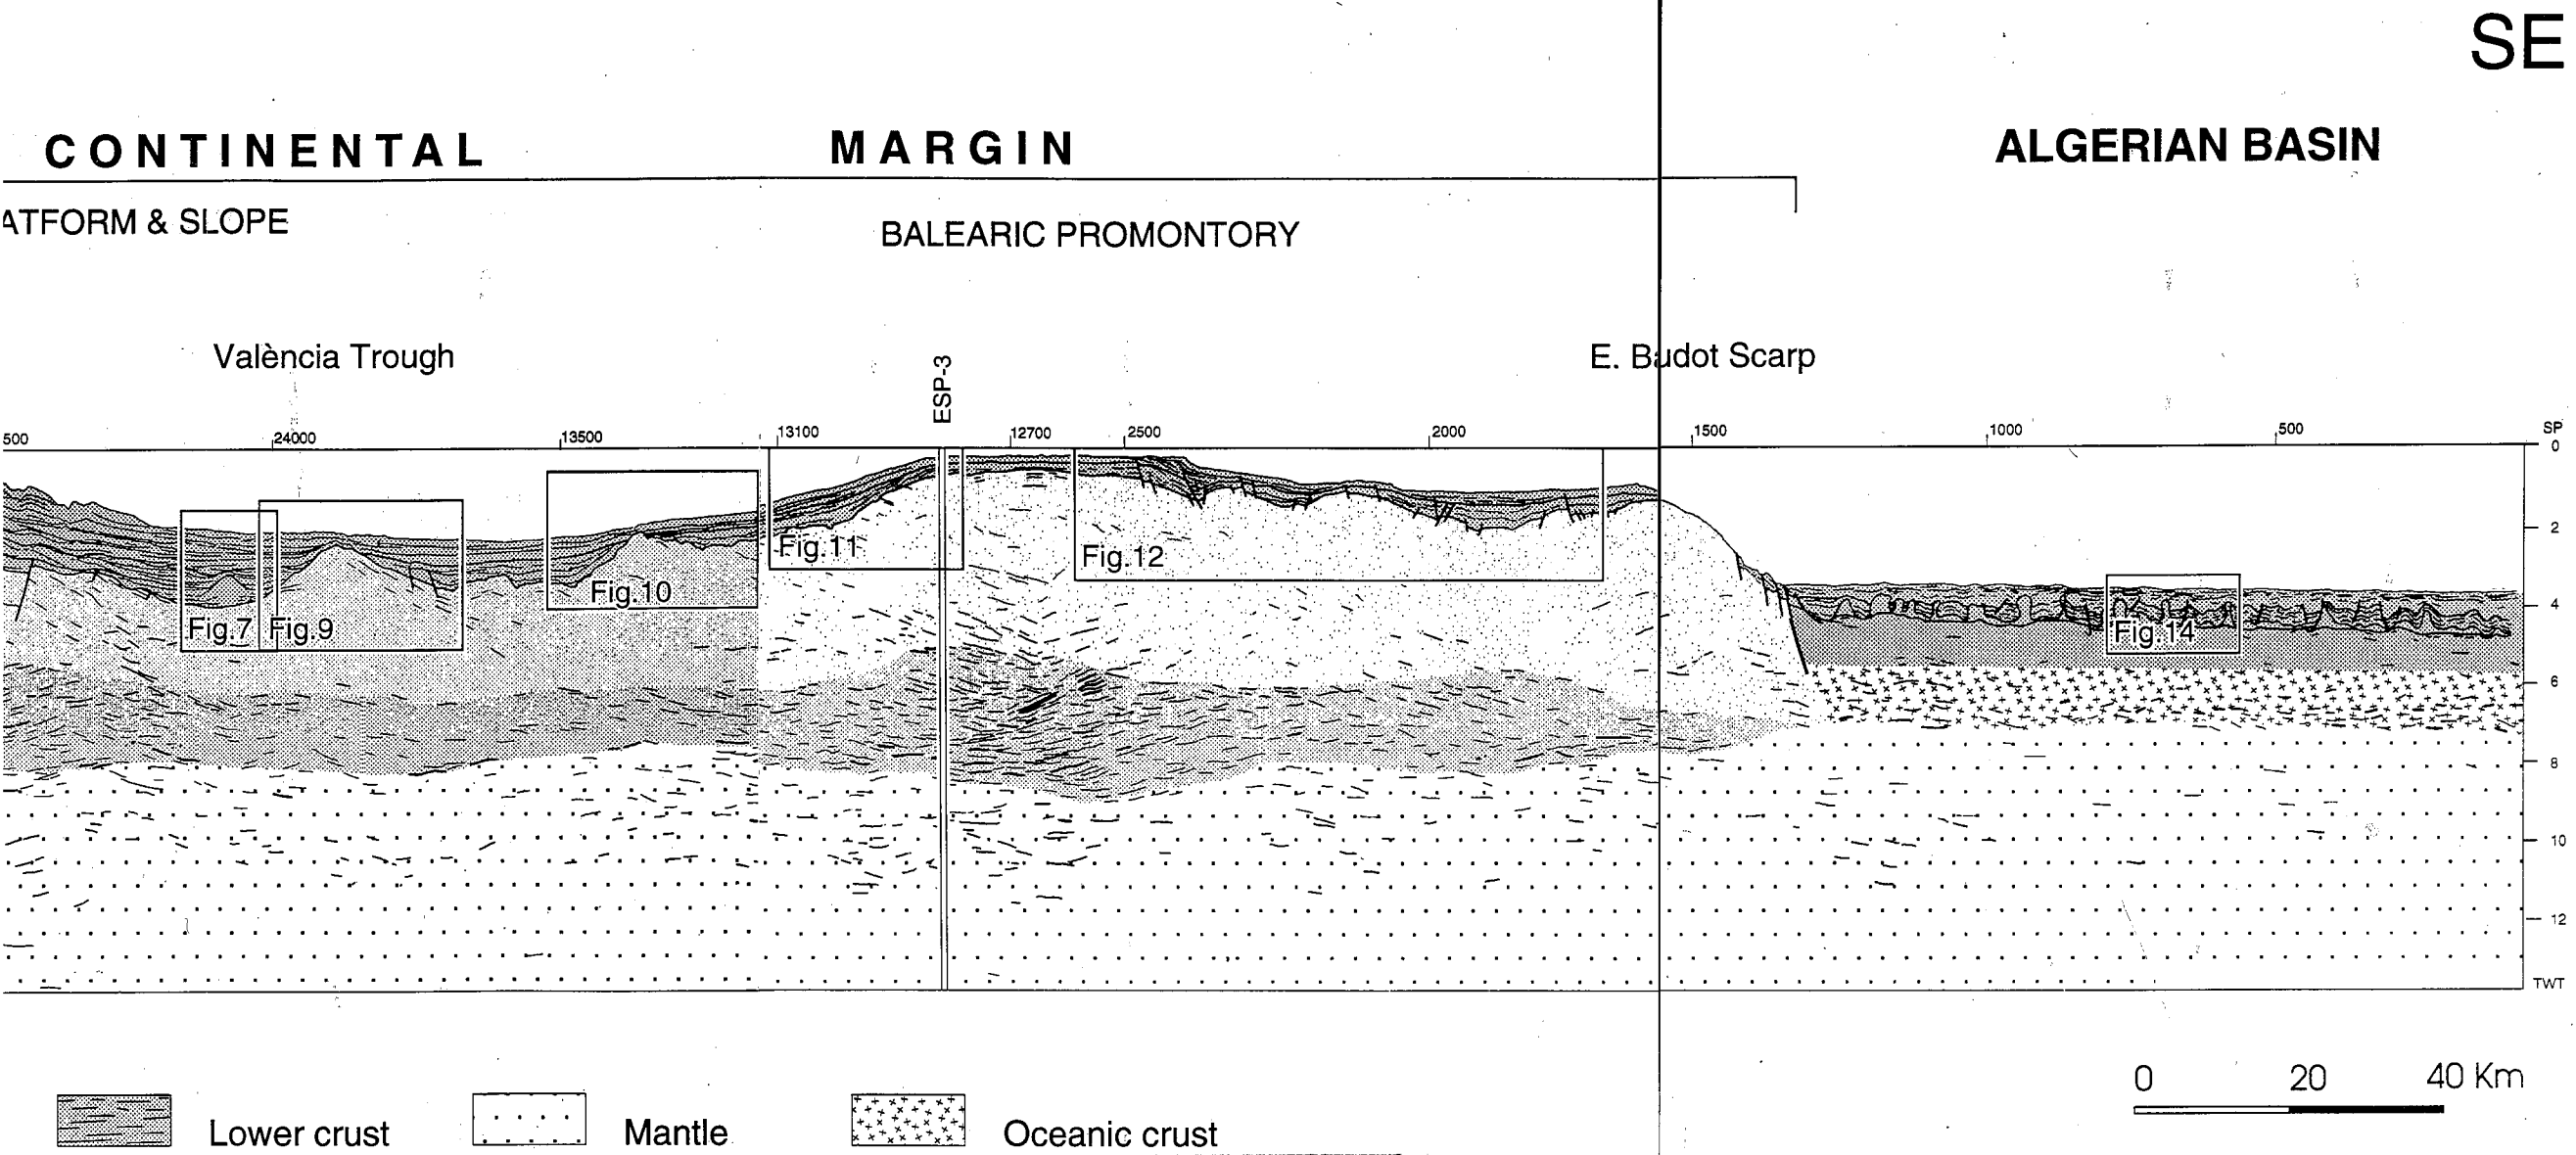 SE
CONTINENTAL MARGIN ALGERIAN BASIN
ATFORM & SLOPE BALEARIC PROMONTORY
València Trough ESP-3 E. Budot Scarp
500 24000 13500 13100 12700 2500 2000 1500 1000 500 SP
0
2
Fig.11 Fig.12
Fig.10
4
Fig.7 Fig.9 Fig.14
6
8
10
12
TWT
0 20 40 Km
Lower crust Mantle Oceanic crust